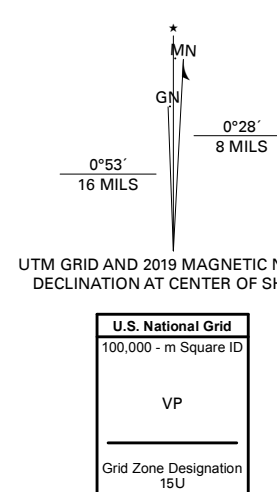 ★
MN
GN
0°28´
8 MILS
0°53´
16 MILS
UTM GRID AND 2019 MAGNETIC
DECLINATION AT CENTER OF
U.S. National Grid
100,000 - m Square ID
VP
Grid Zone Designation
15U